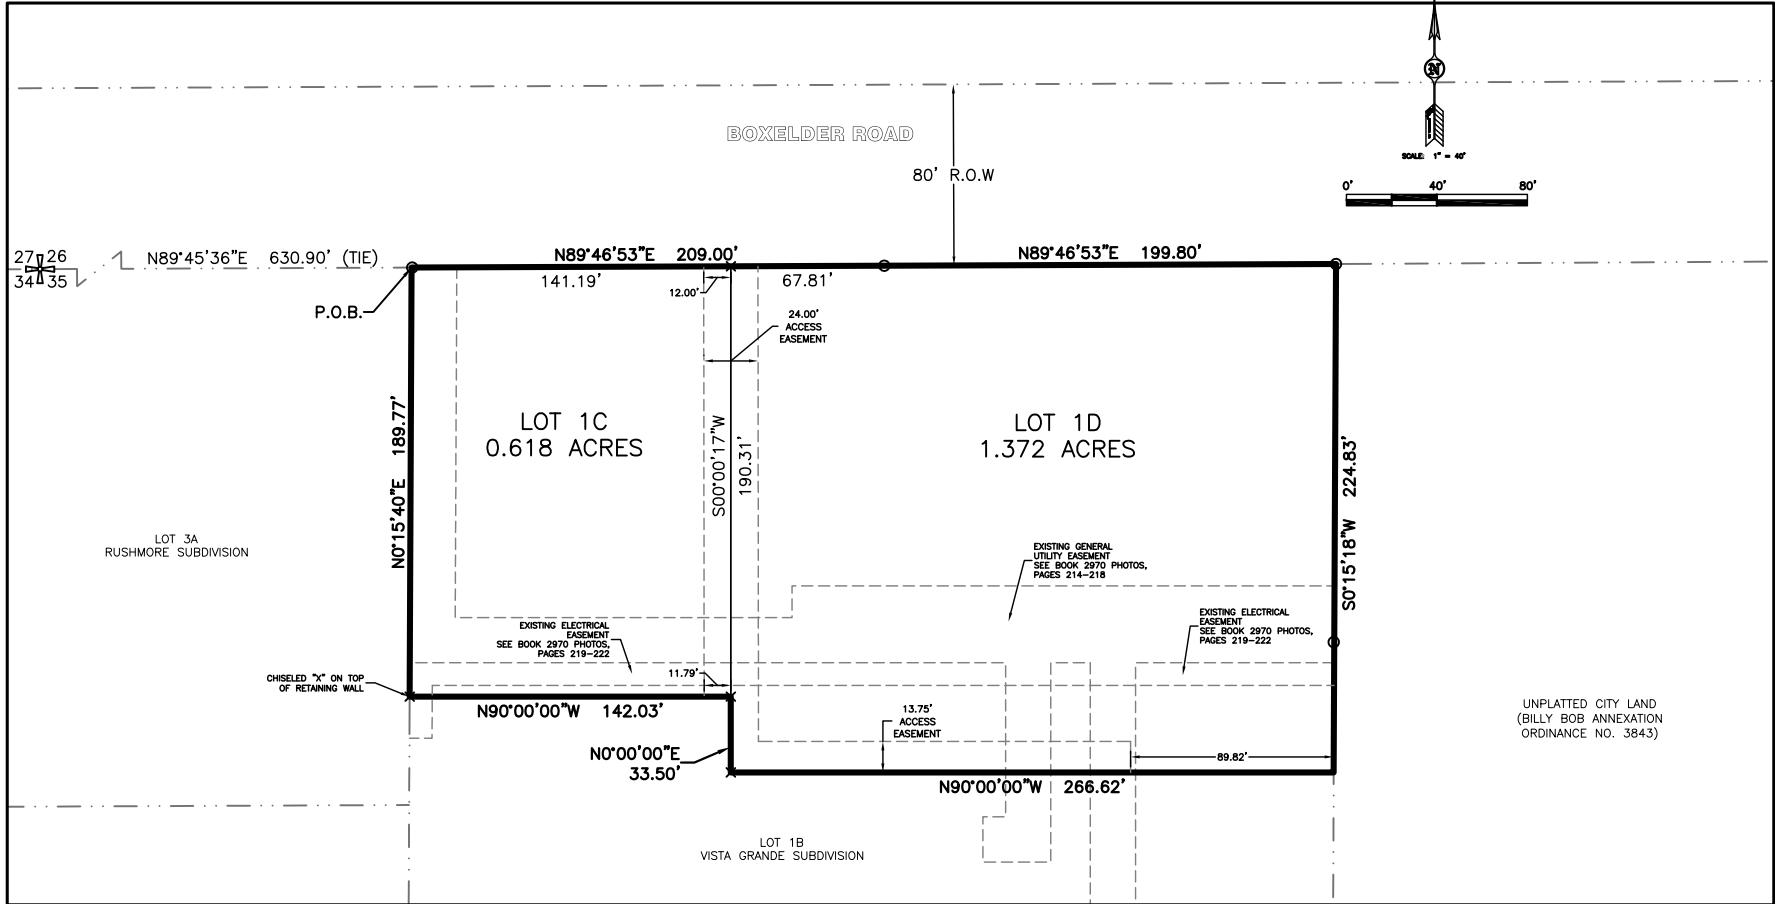 N
SCALE: 1" = 40'
0' 40' 80'
BOXELDER ROAD
80' R.O.W
27 26
34 35
N89°45'36"E 630.90' (TIE)
P.O.B.
N89°46'53"E 209.00'
141.19'
12.00'
67.81'
N89°46'53"E 199.80'
24.00'
ACCESS
EASEMENT
N0°15'40"E 189.77'
LOT 1C
0.618 ACRES
S00°00'17"W
190.31'
LOT 1D
1.372 ACRES
S0°15'18"W 224.83'
LOT 3A
RUSHMORE SUBDIVISION
EXISTING GENERAL
UTILITY EASEMENT
SEE BOOK 2970 PHOTOS,
PAGES 214-218
EXISTING ELECTRICAL
EASEMENT
SEE BOOK 2970 PHOTOS,
PAGES 219-222
EXISTING ELECTRICAL
EASEMENT
SEE BOOK 2970 PHOTOS,
PAGES 219-222
CHISELED "X" ON TOP
OF RETAINING WALL
11.79'
N90°00'00"W 142.03'
N0°00'00"E
33.50'
13.75'
ACCESS
EASEMENT
89.82'
N90°00'00"W 266.62'
UNPLATTED CITY LAND
(BILLY BOB ANNEXATION
ORDINANCE NO. 3843)
LOT 1B
VISTA GRANDE SUBDIVISION